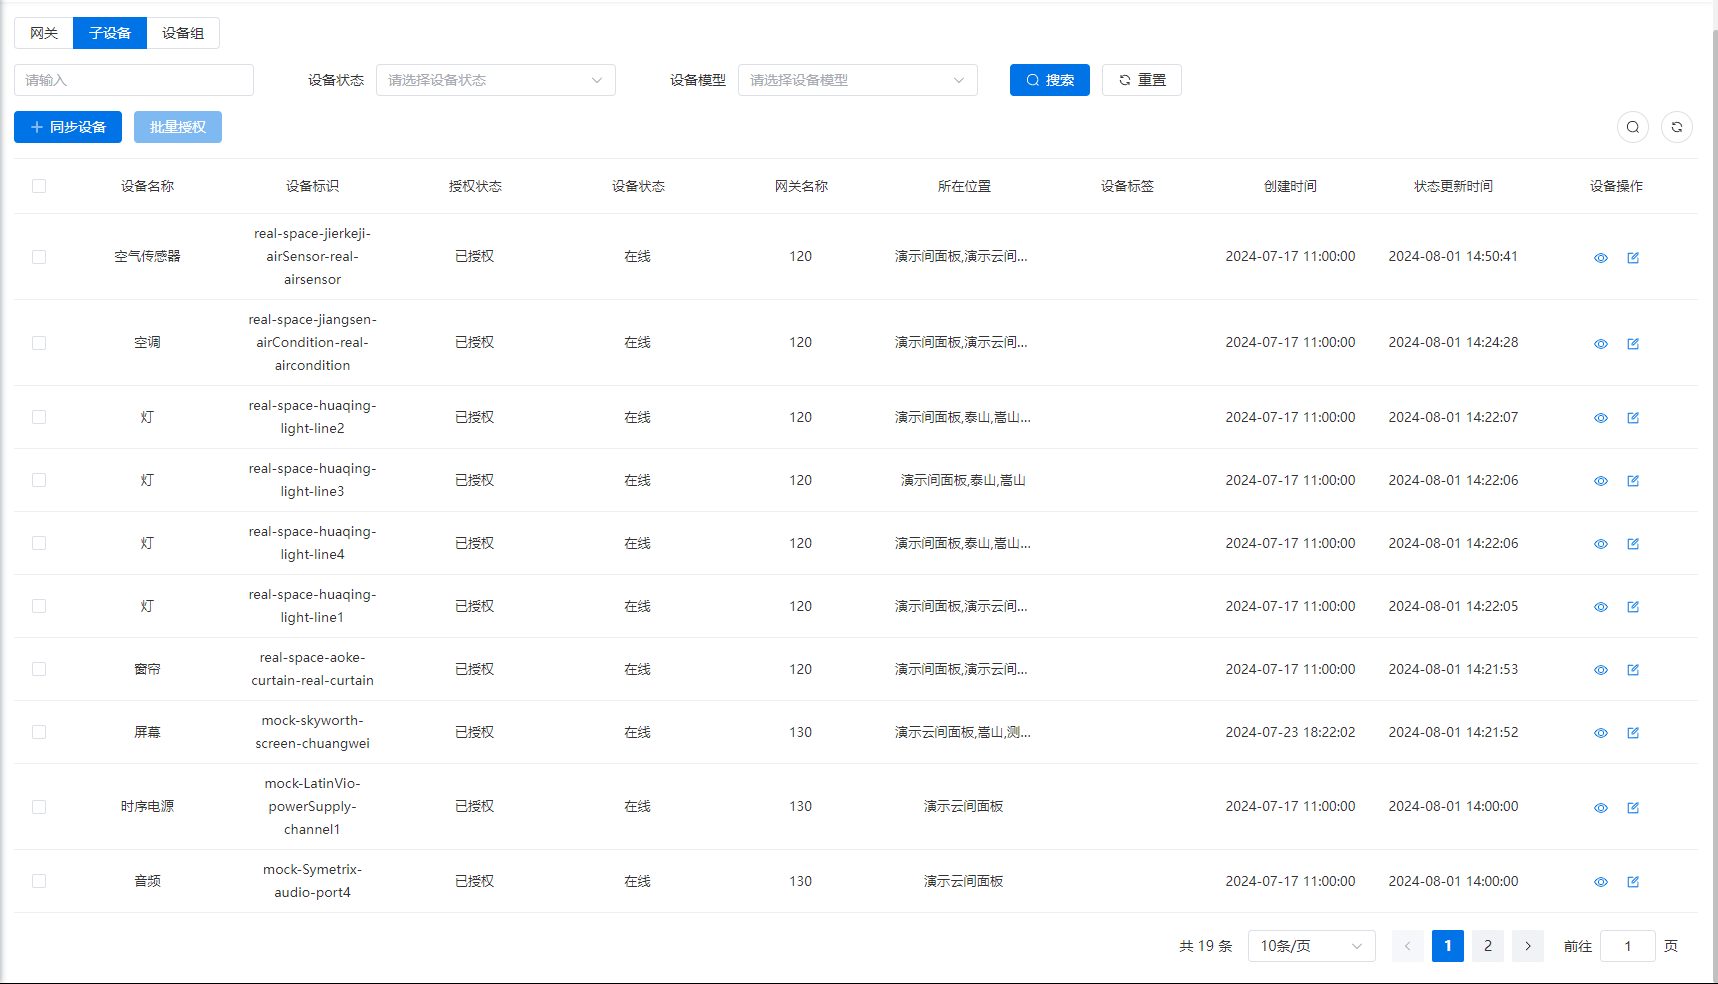 网关 子设备 设备组
请输入 设备状态 请选择设备状态 设备模型 请选择设备模型 搜索 重置
同步设备 批量授权
设备名称 设备标识 授权状态 设备状态 网关名称 所在位置 设备标签 创建时间 状态更新时间 设备操作
real-space-jierkeji-
空气传感器 airSensor-real- 已授权 在线 120 演示间面板,演示云间... 2024-07-17 11:00:00 2024-08-01 14:50:41
airsensor
real-space-jiangsen-
空调 airCondition-real- 已授权 在线 120 演示间面板,演示云间... 2024-07-17 11:00:00 2024-08-01 14:24:28
aircondition
real-space-huaqing-
灯 已授权 在线 120 演示间面板,泰山,嵩山... 2024-07-17 11:00:00 2024-08-01 14:22:07
light-line2
real-space-huaqing-
灯 已授权 在线 120 演示间面板,泰山,嵩山 2024-07-17 11:00:00 2024-08-01 14:22:06
light-line3
real-space-huaqing-
灯 已授权 在线 120 演示间面板,泰山,嵩山... 2024-07-17 11:00:00 2024-08-01 14:22:06
light-line4
real-space-huaqing-
灯 已授权 在线 120 演示间面板,演示云间... 2024-07-17 11:00:00 2024-08-01 14:22:05
light-line1
real-space-aoke-
窗帘 已授权 在线 120 演示间面板,演示云间... 2024-07-17 11:00:00 2024-08-01 14:21:53
curtain-real-curtain
mock-skyworth-
屏幕 已授权 在线 130 演示云间面板,嵩山,测... 2024-07-23 18:22:02 2024-08-01 14:21:52
screen-chuangwei
mock-LatinVio-
时序电源 powerSupply- 已授权 在线 130 演示云间面板 2024-07-17 11:00:00 2024-08-01 14:00:00
channel1
mock-Symetrix-
音频 已授权 在线 130 演示云间面板 2024-07-17 11:00:00 2024-08-01 14:00:00
audio-port4
共 19 条 10条/页 1 2 前往 1 页